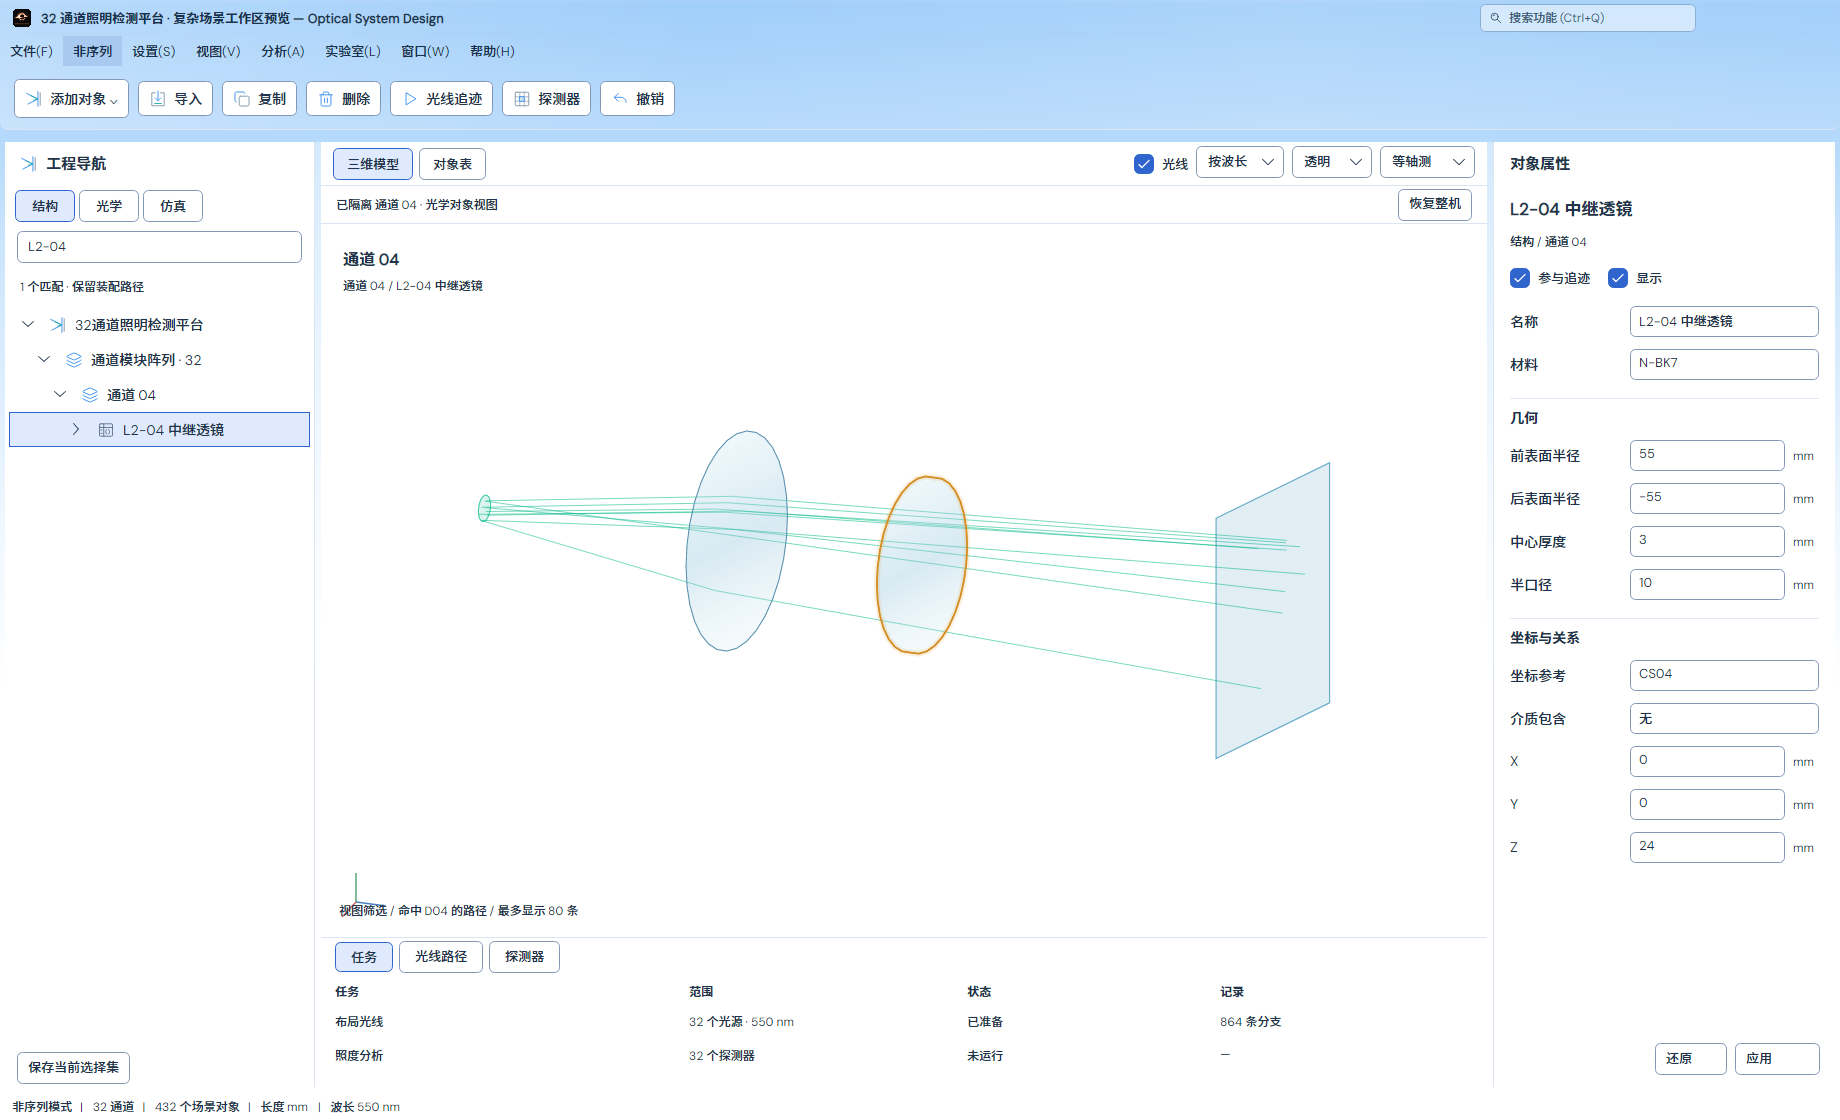 32 通道照明检测平台 · 复杂场景工作区预览 — Optical System Design
搜索功能 (Ctrl+Q)
文件(F) 非序列 设置(S) 视图(V) 分析(A) 实验室(L) 窗口(W) 帮助(H)
添加对象 导入 复制 删除 光线追迹 探测器 撤销
工程导航
结构 光学 仿真
L2-04
1 个匹配 · 保留装配路径
32通道照明检测平台
通道模块阵列 · 32
通道 04
L2-04 中继透镜
保存当前选择集
三维模型 对象表
光线 按波长 透明 等轴测
已隔离 通道 04 · 光学对象视图
恢复整机
通道 04
通道 04 / L2-04 中继透镜
视图筛选 / 命中 D04 的路径 / 最多显示 80 条
任务 光线路径 探测器
任务 范围 状态 记录
布局光线 32 个光源 · 550 nm 已准备 864 条分支
照度分析 32 个探测器 未运行 —
对象属性
L2-04 中继透镜
结构 / 通道 04
参与追迹 显示
名称 L2-04 中继透镜
材料 N-BK7
几何
前表面半径 55 mm
后表面半径 -55 mm
中心厚度 3 mm
半口径 10 mm
坐标与关系
坐标参考 CS04
介质包含 无
X 0 mm
Y 0 mm
Z 24 mm
还原 应用
非序列模式 | 32 通道 | 432 个场景对象 | 长度 mm | 波长 550 nm